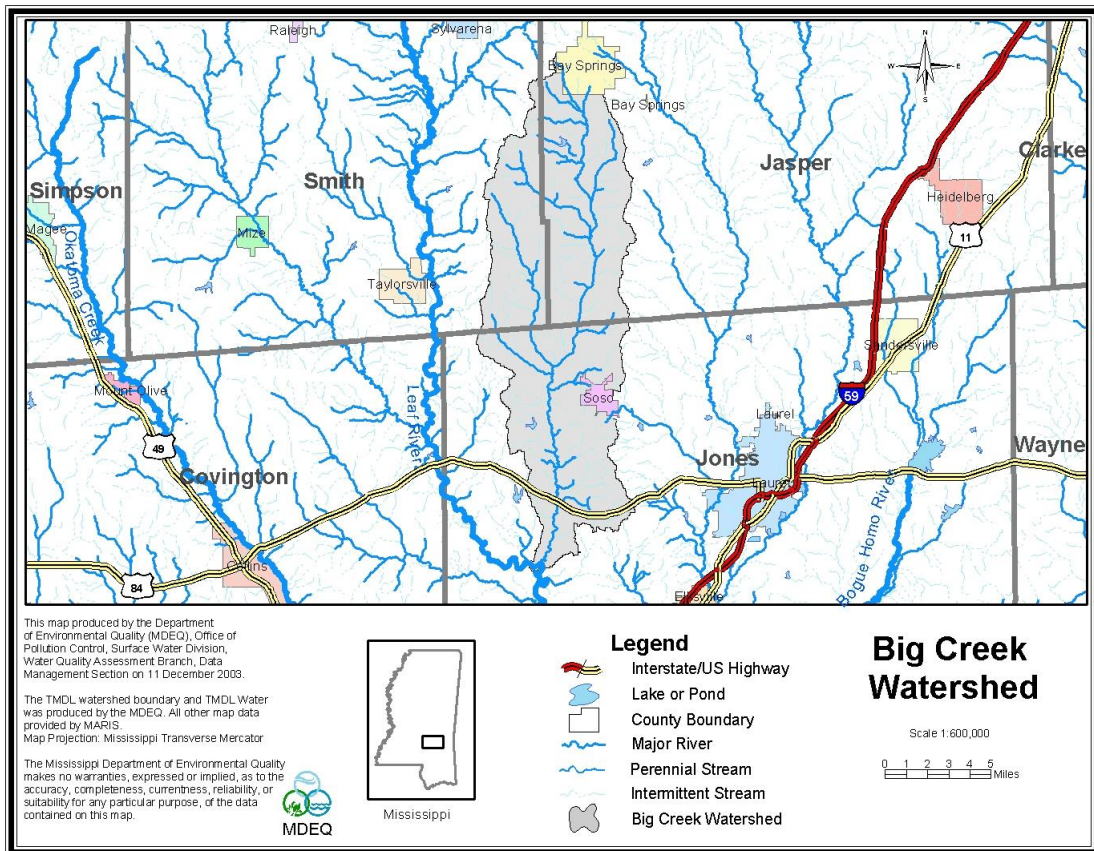 Raleigh
Sylvarena
Bay Springs
Bay Springs
N
W
E
S
Jasper
Clarke
Simpson
Smith
Heidelberg
Magee
Mize
11
Okatoma Creek
Taylorsville
Sandersville
Mount Olive
Leaf River
Soso
59
Laurel
49
Covington
Jones
Wayne
Laurel
Bogue Homo River
Collins
84
Ellisville
This map produced by the Department
of Environmental Quality (MDEQ), Office of
Pollution Control, Surface Water Division,
Water Quality Assessment Branch, Data
Management Section on 11 December 2003.
The TMDL watershed boundary and TMDL Water
was produced by the MDEQ. All other map data
provided by MARIS.
Map Projection: Mississippi Transverse Mercator
The Mississippi Department of Environmental Quality
makes no warranties, expressed or implied, as to the
accuracy, completeness, currentness, reliability, or
suitability for any particular purpose, of the data
contained on this map.
MDEQ
Mississippi
Legend
Interstate/US Highway
Lake or Pond
County Boundary
Major River
Perennial Stream
Intermittent Stream
Big Creek Watershed
Big Creek
Watershed
Scale 1:600,000
0 1 2 3 4 5
Miles